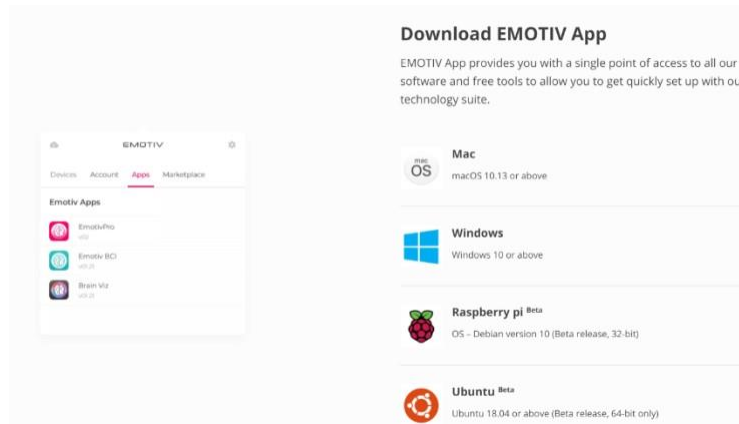 EMOTIV
Devices Account Apps Marketplace
Emotiv Apps
EmotivPro
Emotiv BCI
Brain Viz
Download EMOTIV App
EMOTIV App provides you with a single point of access to all our
software and free tools to allow you to get quickly set up with ou
technology suite.
mac
OS
Mac
macOS 10.13 or above
Windows
Windows 10 or above
Raspberry pi Beta
OS – Debian version 10 (Beta release, 32-bit)
Ubuntu Beta
Ubuntu 18.04 or above (Beta release, 64-bit only)